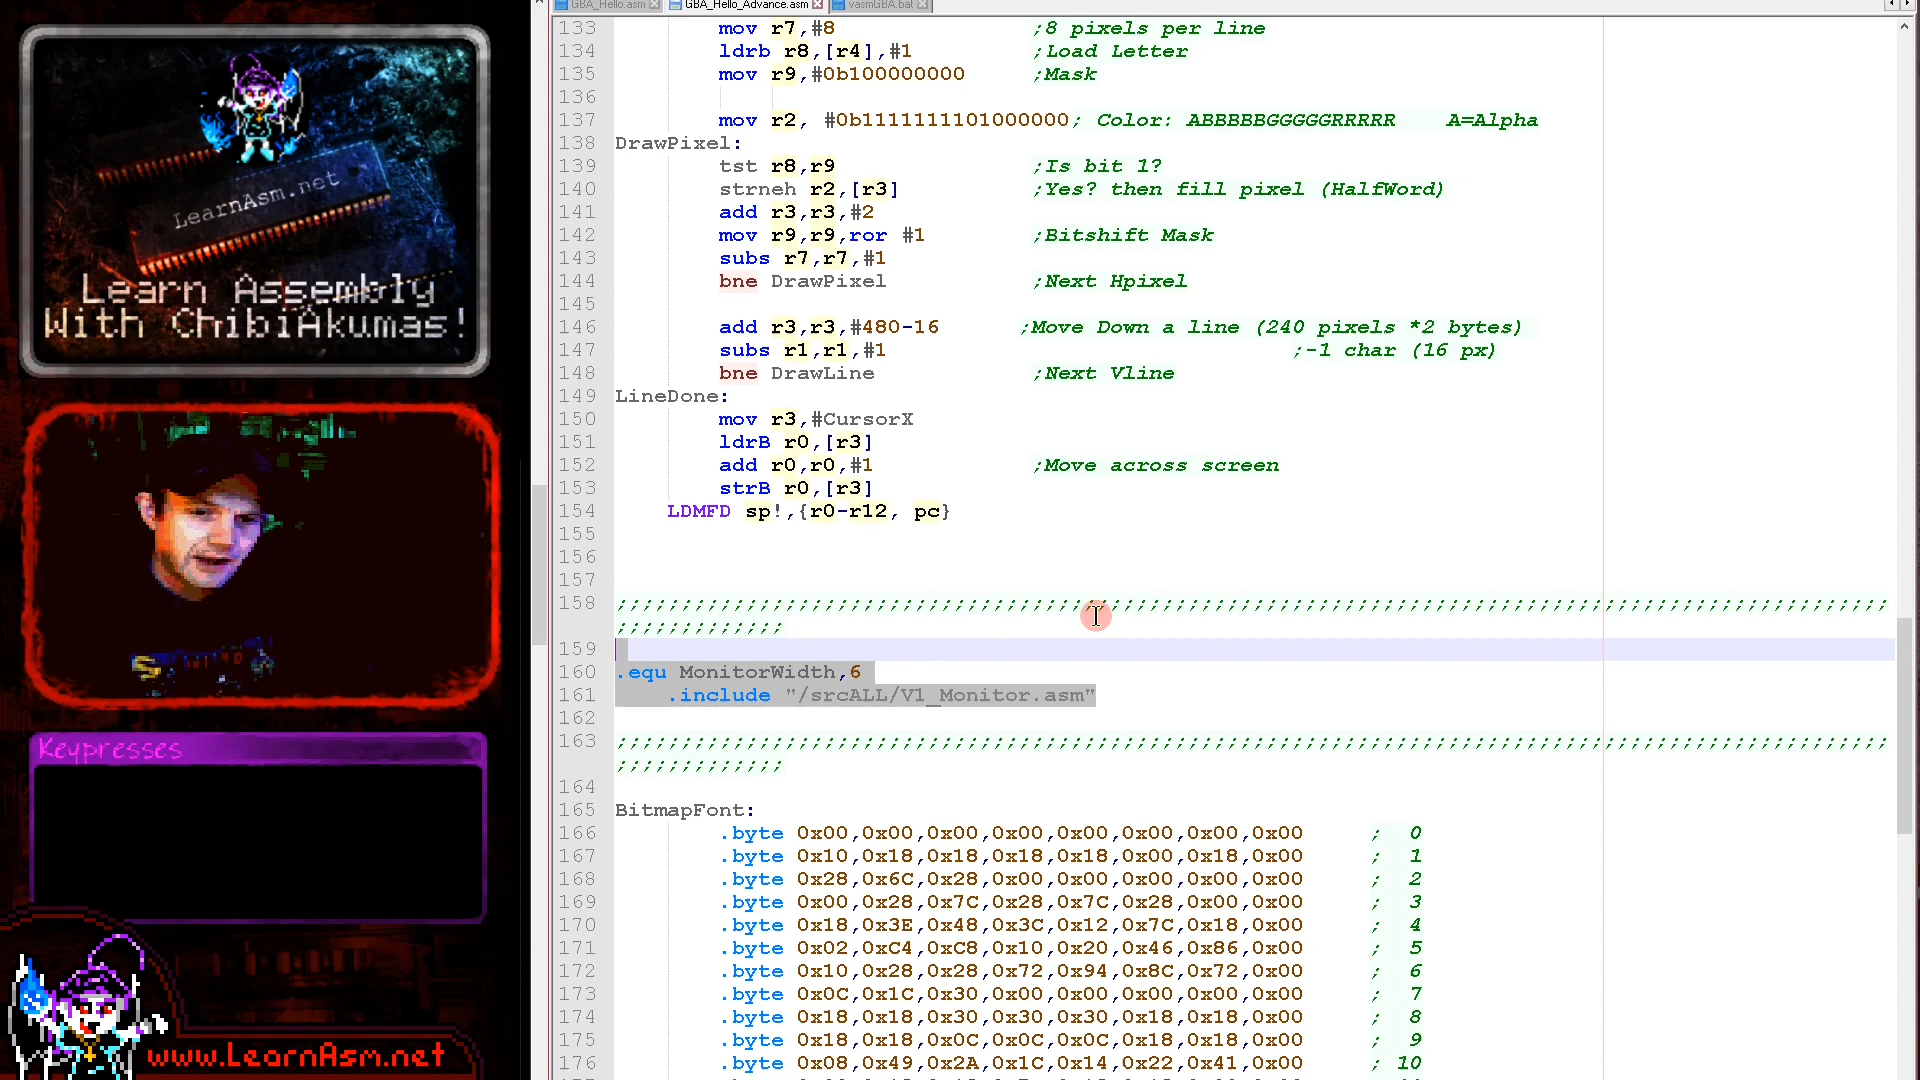 GBA_Hello.asm GBA_Hello_Advance.asm vasmGBA.bat
133 mov r7,#8 ;8 pixels per line
134 ldrb r8,[r4],#1 ;Load Letter
135 mov r9,#0b100000000 ;Mask
136
137 mov r2, #0b1111111101000000; Color: ABBBBBGGGGGRRRRR A=Alpha
138 DrawPixel:
139 tst r8,r9 ;Is bit 1?
140 strneh r2,[r3] ;Yes? then fill pixel (HalfWord)
141 add r3,r3,#2
142 mov r9,r9,ror #1 ;Bitshift Mask
143 subs r7,r7,#1
144 bne DrawPixel ;Next Hpixel
145
146 add r3,r3,#480-16 ;Move Down a line (240 pixels *2 bytes)
147 subs r1,r1,#1 ;-1 char (16 px)
148 bne DrawLine ;Next Vline
149 LineDone:
150 mov r3,#CursorX
151 ldrB r0,[r3]
152 add r0,r0,#1 ;Move across screen
153 strB r0,[r3]
154 LDMFD sp!,{r0-r12, pc}
155
156
157
158 ;;;;;;;;;;;;;;;;;;;;;;;;;;;;;;;;;;;;;;;;;;;;;;;;;;;;;;;;;;;;;;;;;;;;;;;;;;;;;;;;;;;;;;;;;;;;;;;;;;
;;;;;;;;;;;;;
159
160 .equ MonitorWidth,6
161 .include "/srcALL/V1_Monitor.asm"
162
163 ;;;;;;;;;;;;;;;;;;;;;;;;;;;;;;;;;;;;;;;;;;;;;;;;;;;;;;;;;;;;;;;;;;;;;;;;;;;;;;;;;;;;;;;;;;;;;;;;;;
;;;;;;;;;;;;;
164
165 BitmapFont:
166 .byte 0x00,0x00,0x00,0x00,0x00,0x00,0x00,0x00 ; 0
167 .byte 0x10,0x18,0x18,0x18,0x18,0x00,0x18,0x00 ; 1
168 .byte 0x28,0x6C,0x28,0x00,0x00,0x00,0x00,0x00 ; 2
169 .byte 0x00,0x28,0x7C,0x28,0x7C,0x28,0x00,0x00 ; 3
170 .byte 0x18,0x3E,0x48,0x3C,0x12,0x7C,0x18,0x00 ; 4
171 .byte 0x02,0xC4,0xC8,0x10,0x20,0x46,0x86,0x00 ; 5
172 .byte 0x10,0x28,0x28,0x72,0x94,0x8C,0x72,0x00 ; 6
173 .byte 0x0C,0x1C,0x30,0x00,0x00,0x00,0x00,0x00 ; 7
174 .byte 0x18,0x18,0x30,0x30,0x30,0x18,0x18,0x00 ; 8
175 .byte 0x18,0x18,0x0C,0x0C,0x0C,0x18,0x18,0x00 ; 9
176 .byte 0x08,0x49,0x2A,0x1C,0x14,0x22,0x41,0x00 ; 10
LearnAsm.net
Learn Assembly
With ChibiAkumas!
Keypresses
www.LearnAsm.net